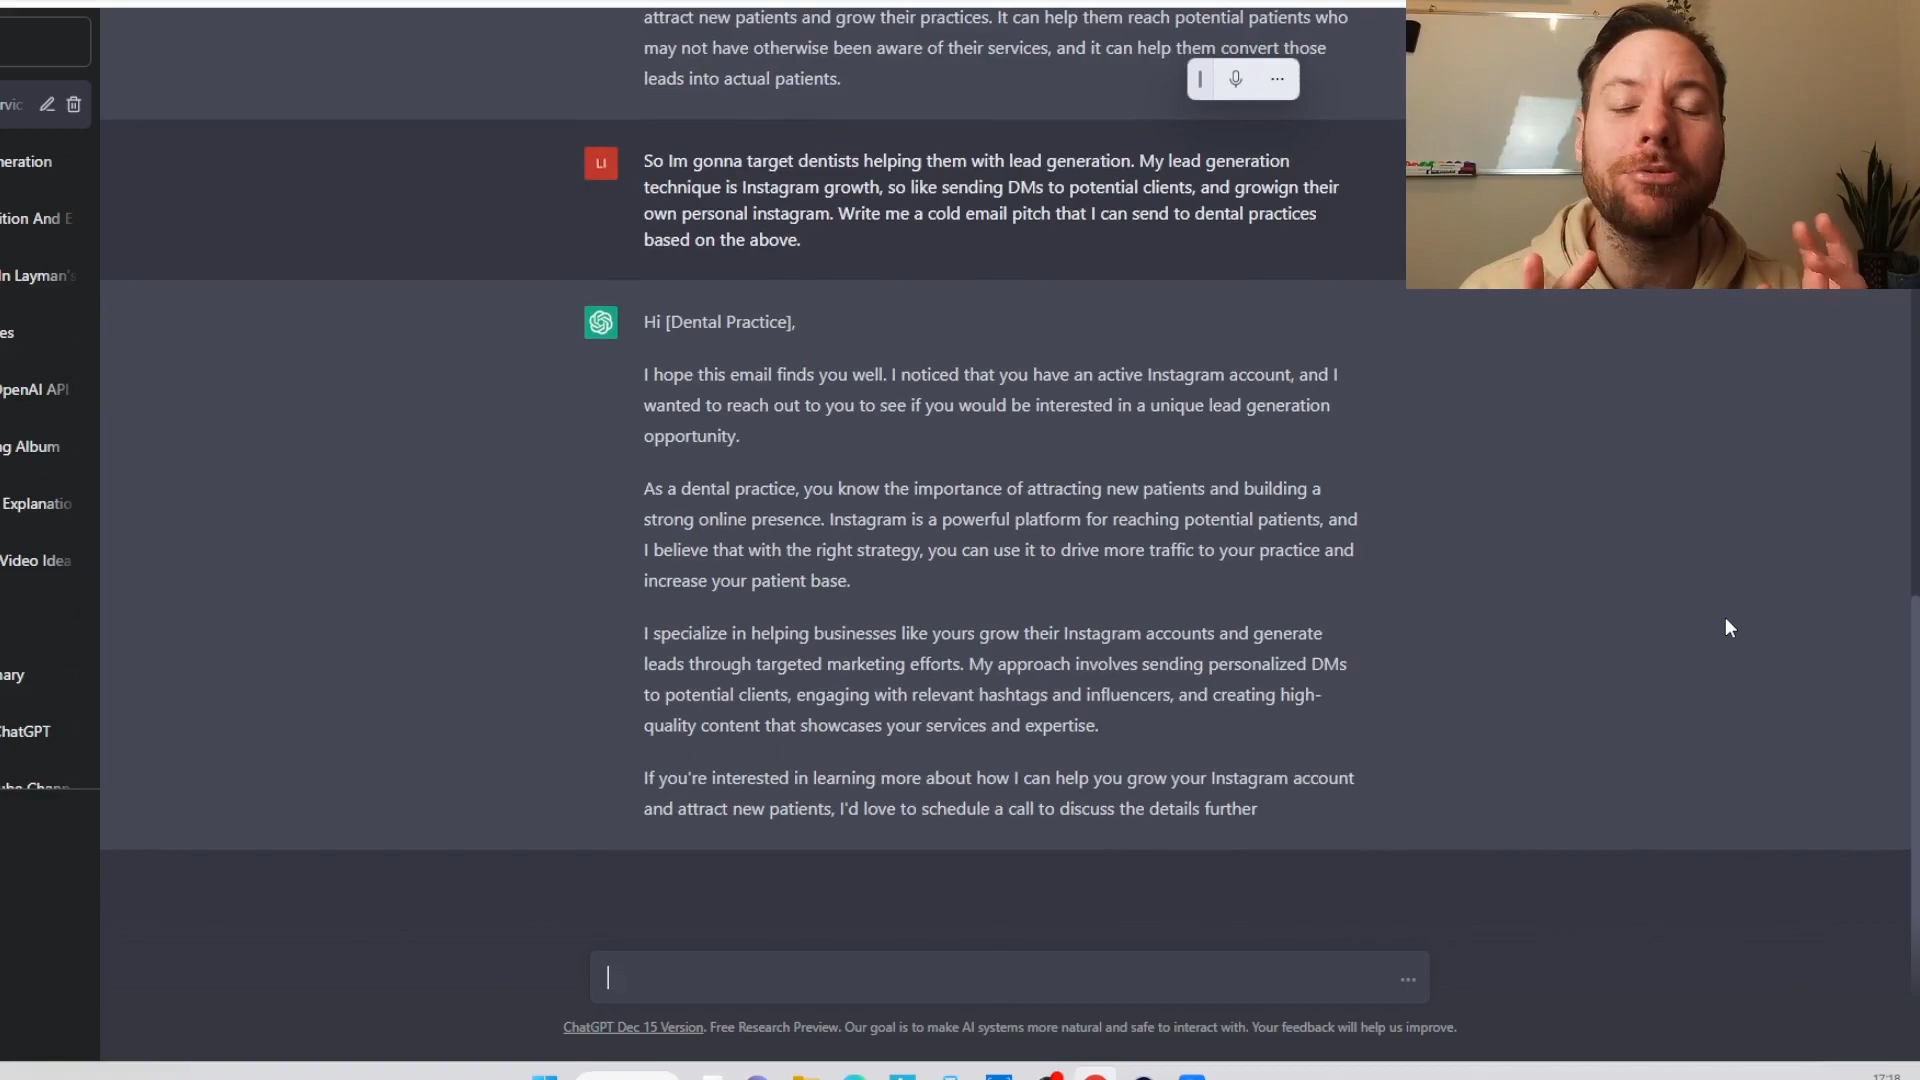 attract new patients and grow their practices. It can help them reach potential patients who
may not have otherwise been aware of their services, and it can help them convert those
leads into actual patients.
rvic
neration
ition And E
In Layman's
es
OpenAI API
ng Album
Explanatio
Video Idea
nary
ChatGPT
LI
So Im gonna target dentists helping them with lead generation. My lead generation
technique is Instagram growth, so like sending DMs to potential clients, and growign their
own personal instagram. Write me a cold email pitch that I can send to dental practices
based on the above.
Hi [Dental Practice],
I hope this email finds you well. I noticed that you have an active Instagram account, and I
wanted to reach out to you to see if you would be interested in a unique lead generation
opportunity.
As a dental practice, you know the importance of attracting new patients and building a
strong online presence. Instagram is a powerful platform for reaching potential patients, and
I believe that with the right strategy, you can use it to drive more traffic to your practice and
increase your patient base.
I specialize in helping businesses like yours grow their Instagram accounts and generate
leads through targeted marketing efforts. My approach involves sending personalized DMs
to potential clients, engaging with relevant hashtags and influencers, and creating high-
quality content that showcases your services and expertise.
If you're interested in learning more about how I can help you grow your Instagram account
and attract new patients, I'd love to schedule a call to discuss the details further
ChatGPT Dec 15 Version. Free Research Preview. Our goal is to make AI systems more natural and safe to interact with. Your feedback will help us improve.
17:18